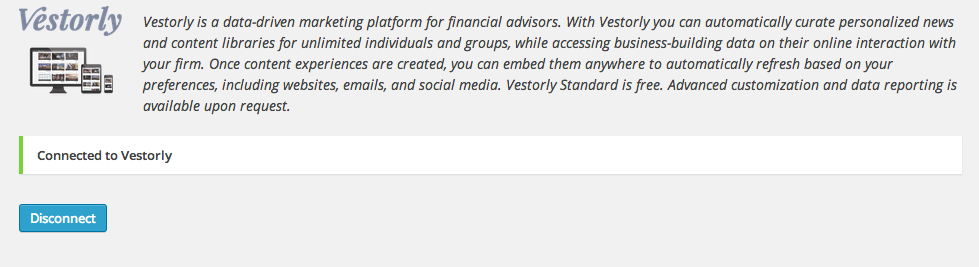 Vestorly
Vestorly is a data-driven marketing platform for financial advisors. With Vestorly you can automatically curate personalized news
and content libraries for unlimited individuals and groups, while accessing business-building data on their online interaction with
your firm. Once content experiences are created, you can embed them anywhere to automatically refresh based on your
preferences, including websites, emails, and social media. Vestorly Standard is free. Advanced customization and data reporting is
available upon request.
Connected to Vestorly
Disconnect